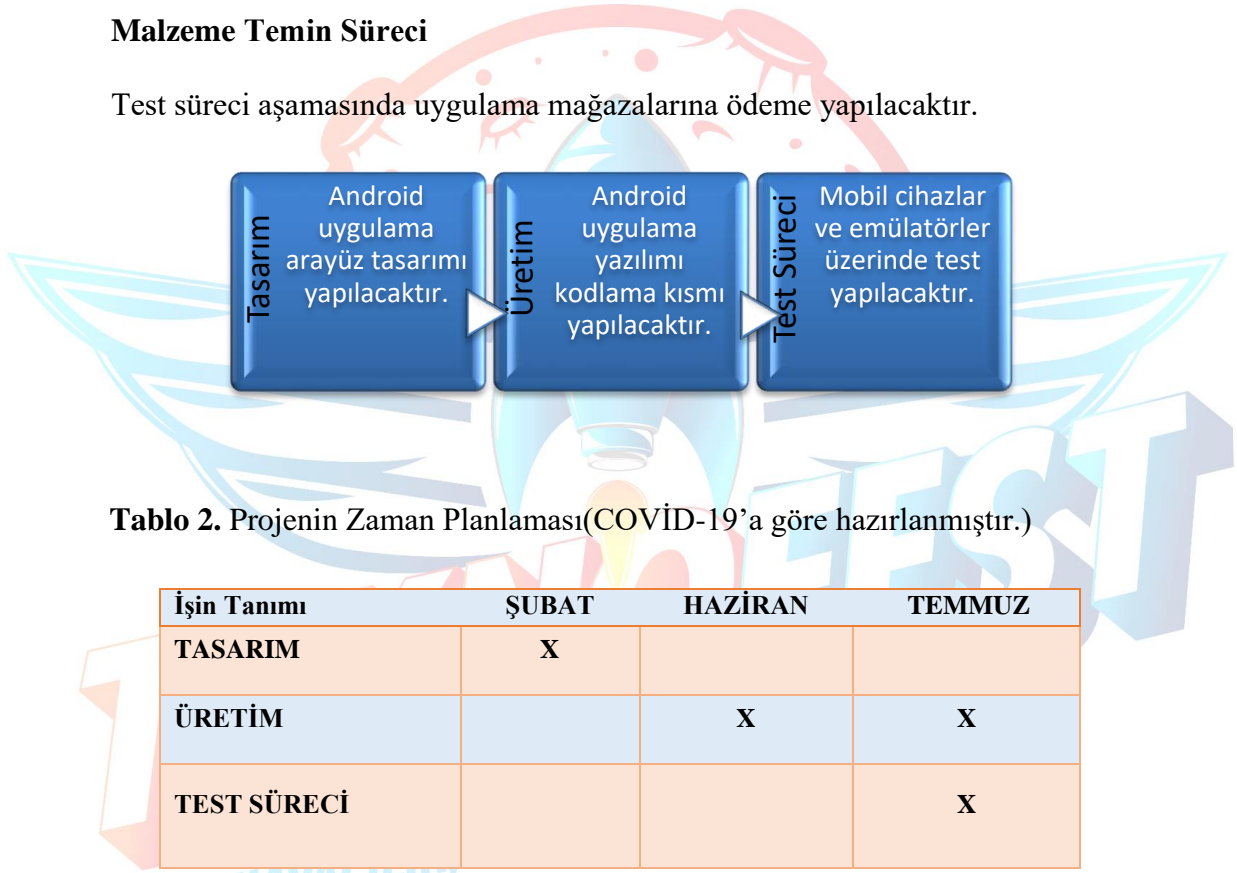 Malzeme Temin Süreci
Test süreci aşamasında uygulama mağazalarına ödeme yapılacaktır.
Tasarım
Android
uygulama
arayüz tasarımı
yapılacaktır.
Üretim
Android
uygulama
yazılımı
kodlama kısmı
yapılacaktır.
Test Süreci
Mobil cihazlar
ve emülatörler
üzerinde test
yapılacaktır.
Tablo 2. Projenin Zaman Planlaması(COVİD-19’a göre hazırlanmıştır.)
İşin Tanımı ŞUBAT HAZİRAN TEMMUZ
TASARIM X
ÜRETİM X X
TEST SÜRECİ X